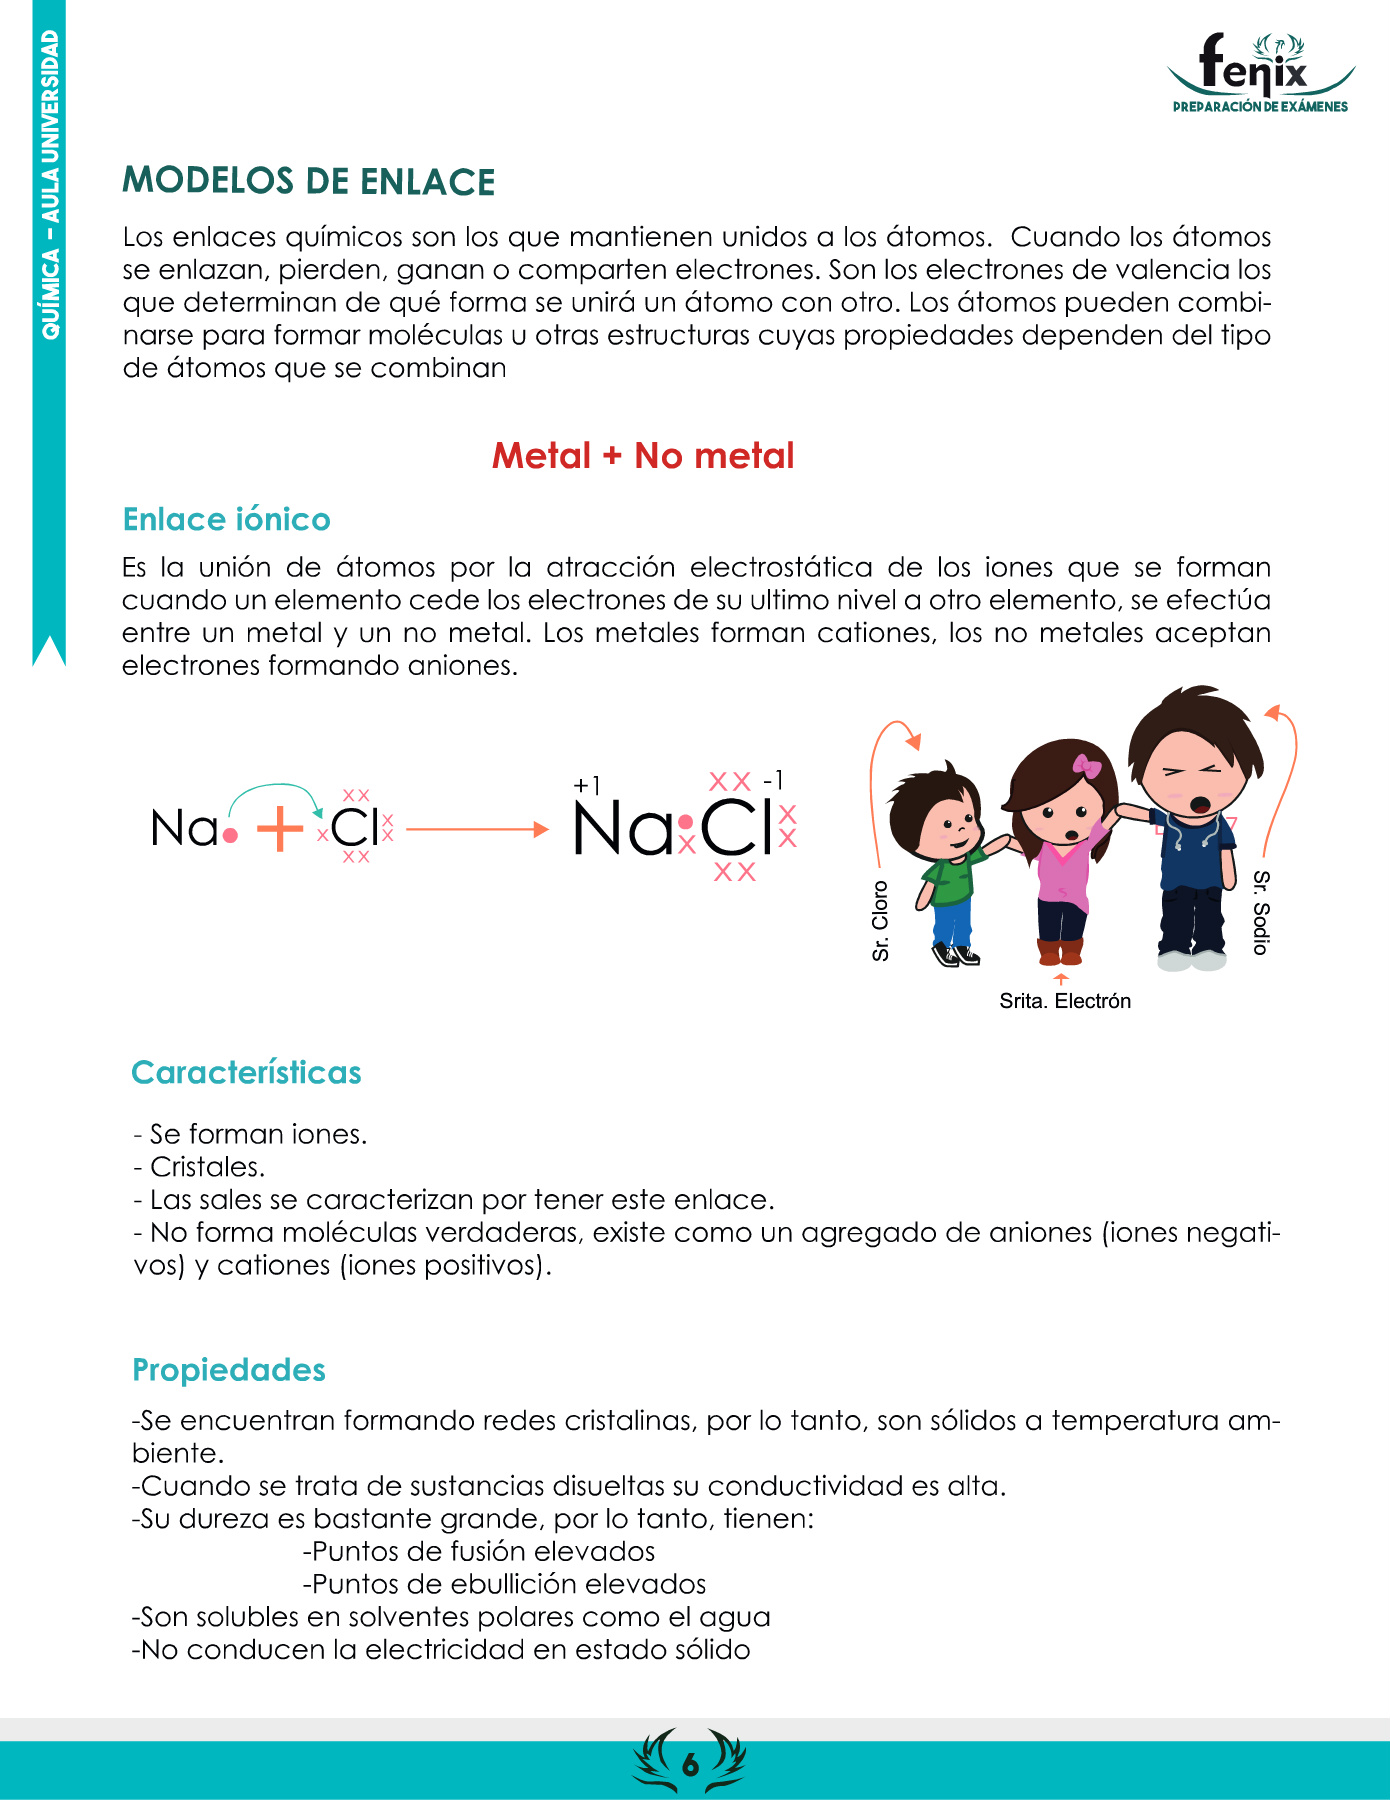 QUÍMICA – AULA UNIVERSIDAD
fenix
PREPARACIÓN DE EXÁMENES
MODELOS DE ENLACE
Los enlaces químicos son los que mantienen unidos a los átomos. Cuando los átomos
se enlazan, pierden, ganan o comparten electrones. Son los electrones de valencia los
que determinan de qué forma se unirá un átomo con otro. Los átomos pueden combi-
narse para formar moléculas u otras estructuras cuyas propiedades dependen del tipo
de átomos que se combinan
Metal + No metal
Enlace iónico
Es la unión de átomos por la atracción electrostática de los iones que se forman
cuando un elemento cede los electrones de su ultimo nivel a otro elemento, se efectúa
entre un metal y un no metal. Los metales forman cationes, los no metales aceptan
electrones formando aniones.
x x
Na + x Cl x x
x x
+1 x x -1
Na x Cl x x
x x
Sr. Cloro
Sr. Sodio
Srita. Electrón
Características
- Se forman iones.
- Cristales.
- Las sales se caracterizan por tener este enlace.
- No forma moléculas verdaderas, existe como un agregado de aniones (iones negati-
vos) y cationes (iones positivos).
Propiedades
-Se encuentran formando redes cristalinas, por lo tanto, son sólidos a temperatura am-
biente.
-Cuando se trata de sustancias disueltas su conductividad es alta.
-Su dureza es bastante grande, por lo tanto, tienen:
-Puntos de fusión elevados
-Puntos de ebullición elevados
-Son solubles en solventes polares como el agua
-No conducen la electricidad en estado sólido
6